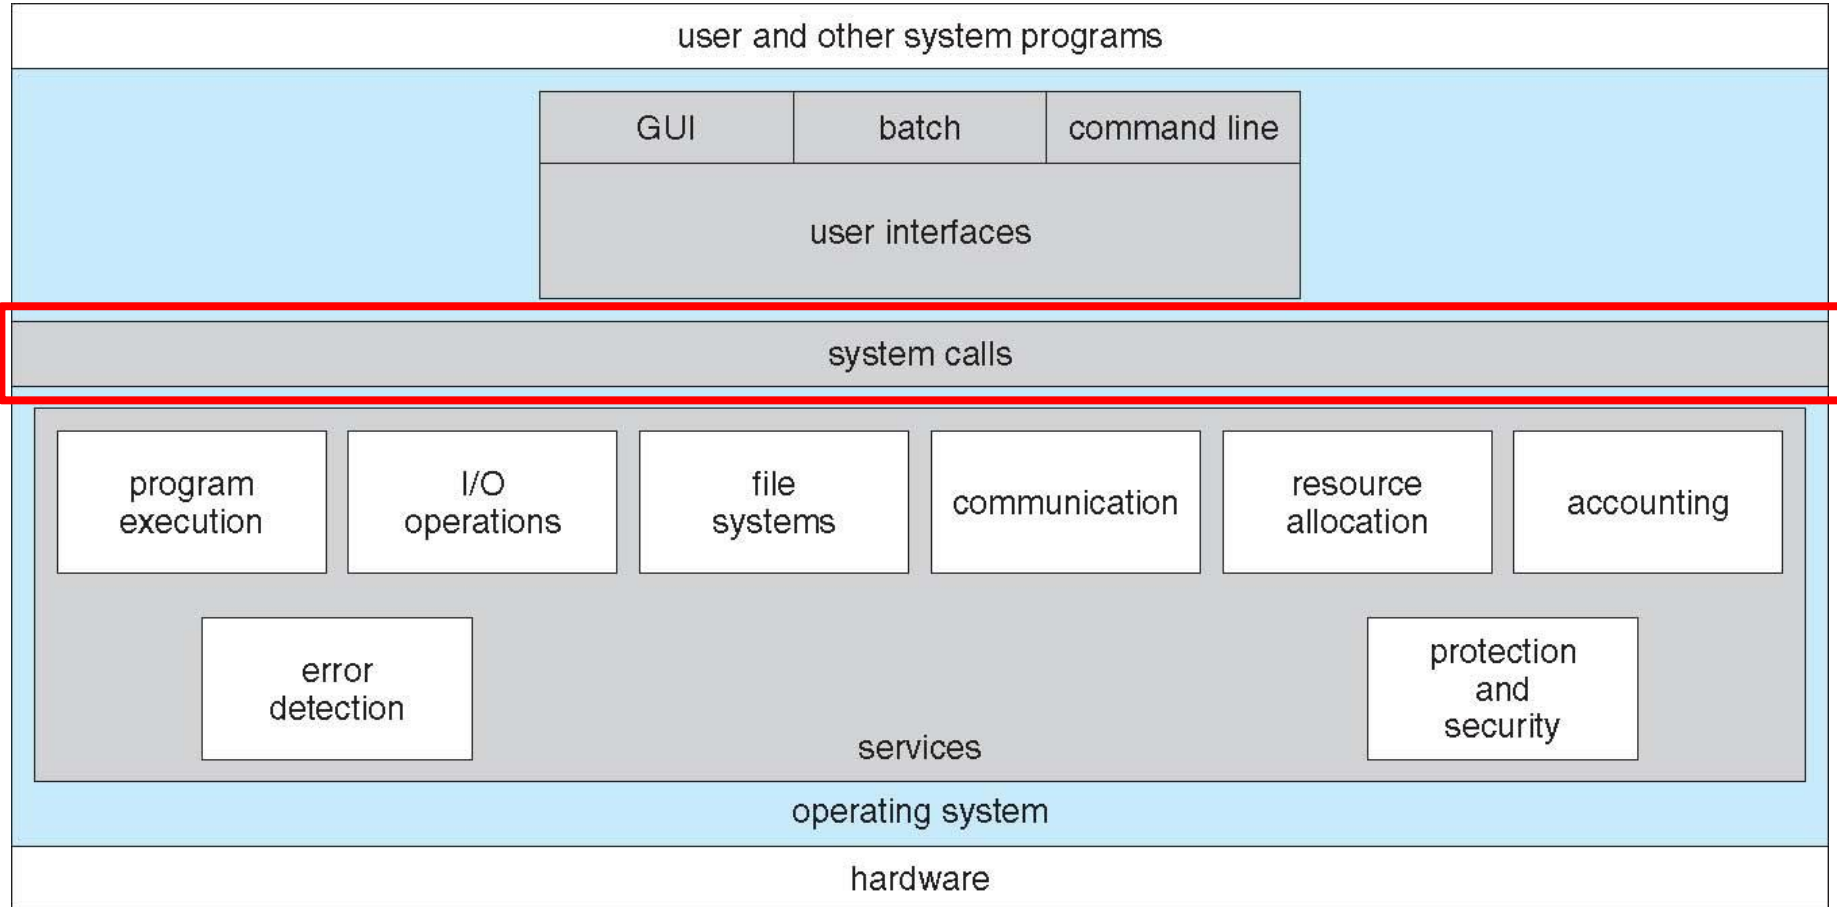 user and other system programs
GUI
batch
command line
user interfaces
system calls
program
execution
I/O
operations
file
systems
communication
resource
allocation
accounting
error
detection
protection
and
security
services
operating system
hardware